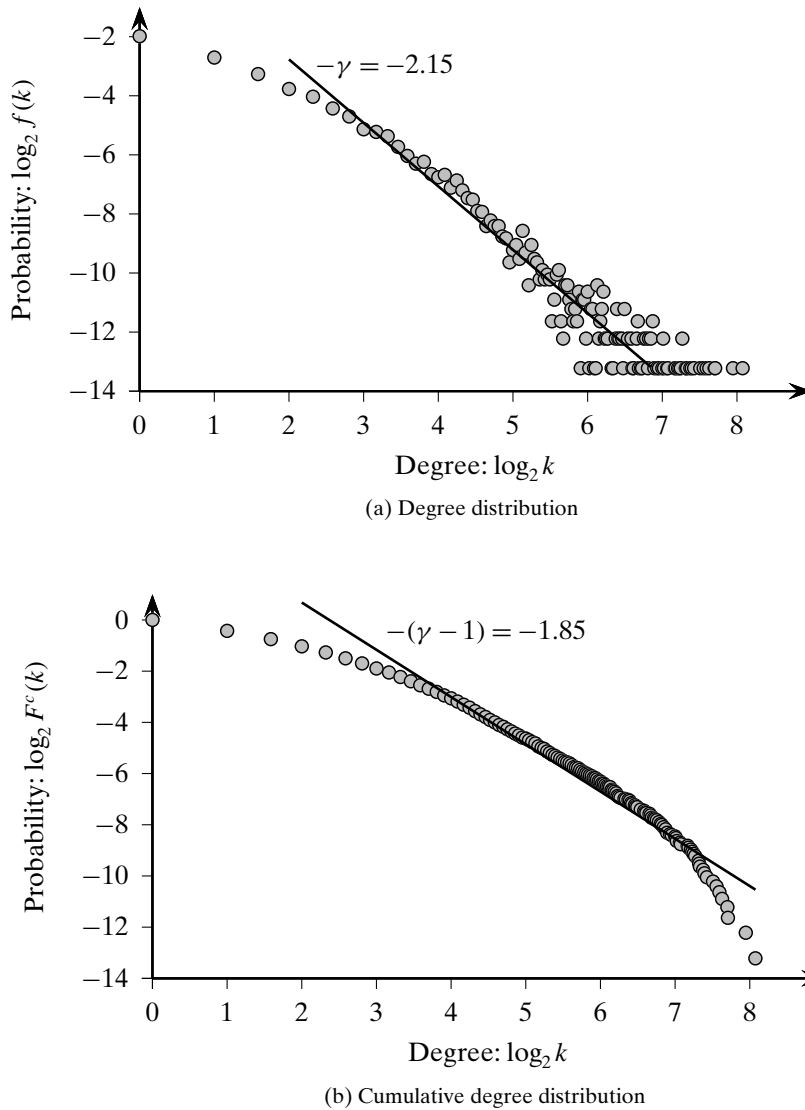 Probability: log₂ f(k)
−2
−4
−6
−8
−10
−12
−14
−γ = −2.15
0 1 2 3 4 5 6 7 8
Degree: log₂ k
(a) Degree distribution
Probability: log₂ Fᶜ(k)
0
−2
−4
−6
−8
−10
−12
−14
−(γ − 1) = −1.85
0 1 2 3 4 5 6 7 8
Degree: log₂ k
(b) Cumulative degree distribution